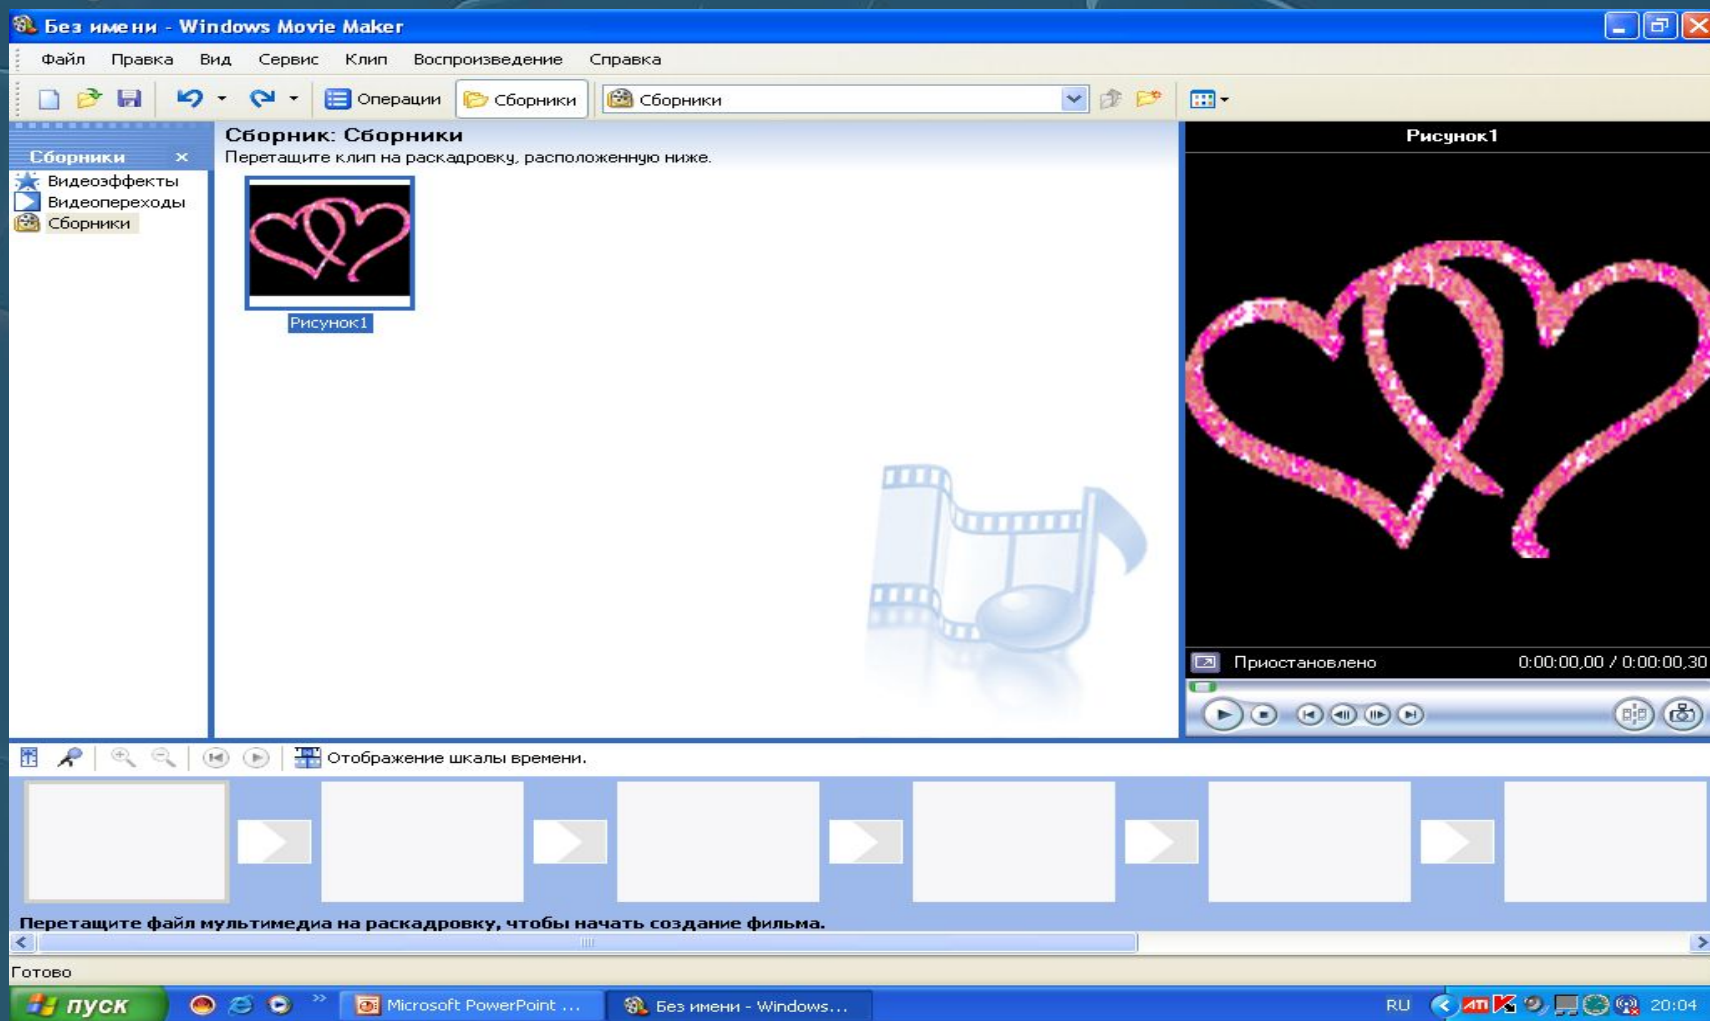 Без имени - Windows Movie Maker
Файл Правка Вид Сервис Клип Воспроизведение Справка
Операции Сборники Сборники
Сборники
Видеоэффекты
Видеопереходы
Сборники
Сборник: Сборники
Перетащите клип на раскадровку, расположенную ниже.
Рисунок1
Рисунок1
Приостановлено 0:00:00,00 / 0:00:00,30
Отображение шкалы времени.
Перетащите файл мультимедиа на раскадровку, чтобы начать создание фильма.
Готово
пуск Microsoft PowerPoint ... Без имени - Windows... RU ATI 20:04